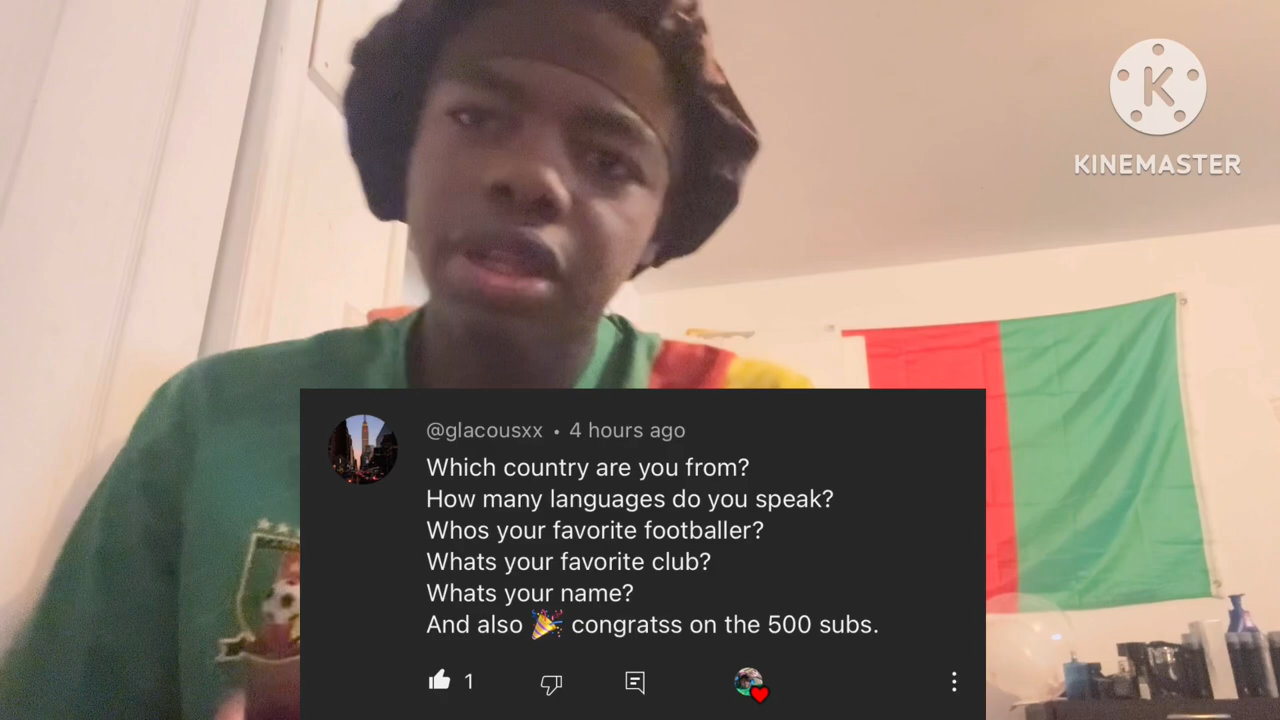 KINEMASTER
@glacousxx • 4 hours ago
Which country are you from?
How many languages do you speak?
Whos your favorite footballer?
Whats your favorite club?
Whats your name?
And also 🎉 congratss on the 500 subs.
1